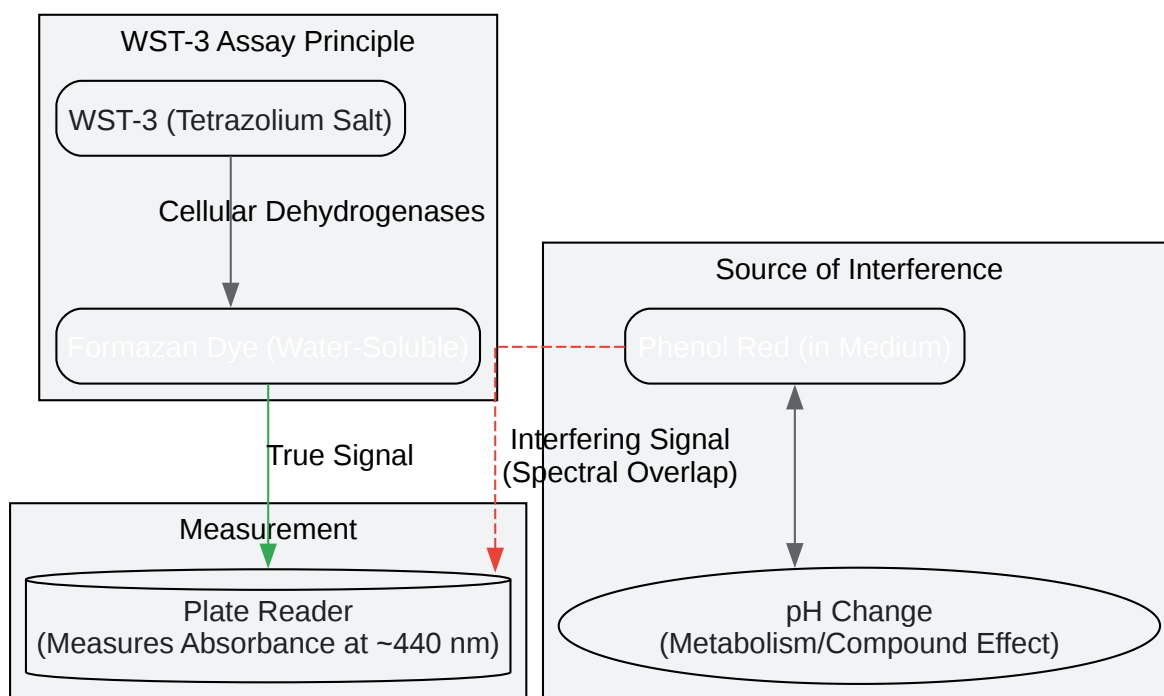 WST-3 Assay Principle
WST-3 (Tetrazolium Salt)
Cellular Dehydrogenases
Formazan Dye (Water-Soluble)
Source of Interference
Phenol Red (in Medium)
True Signal
Interfering Signal
(Spectral Overlap)
Measurement
Plate Reader
(Measures Absorbance at ~440 nm)
pH Change
(Metabolism/Compound Effect)